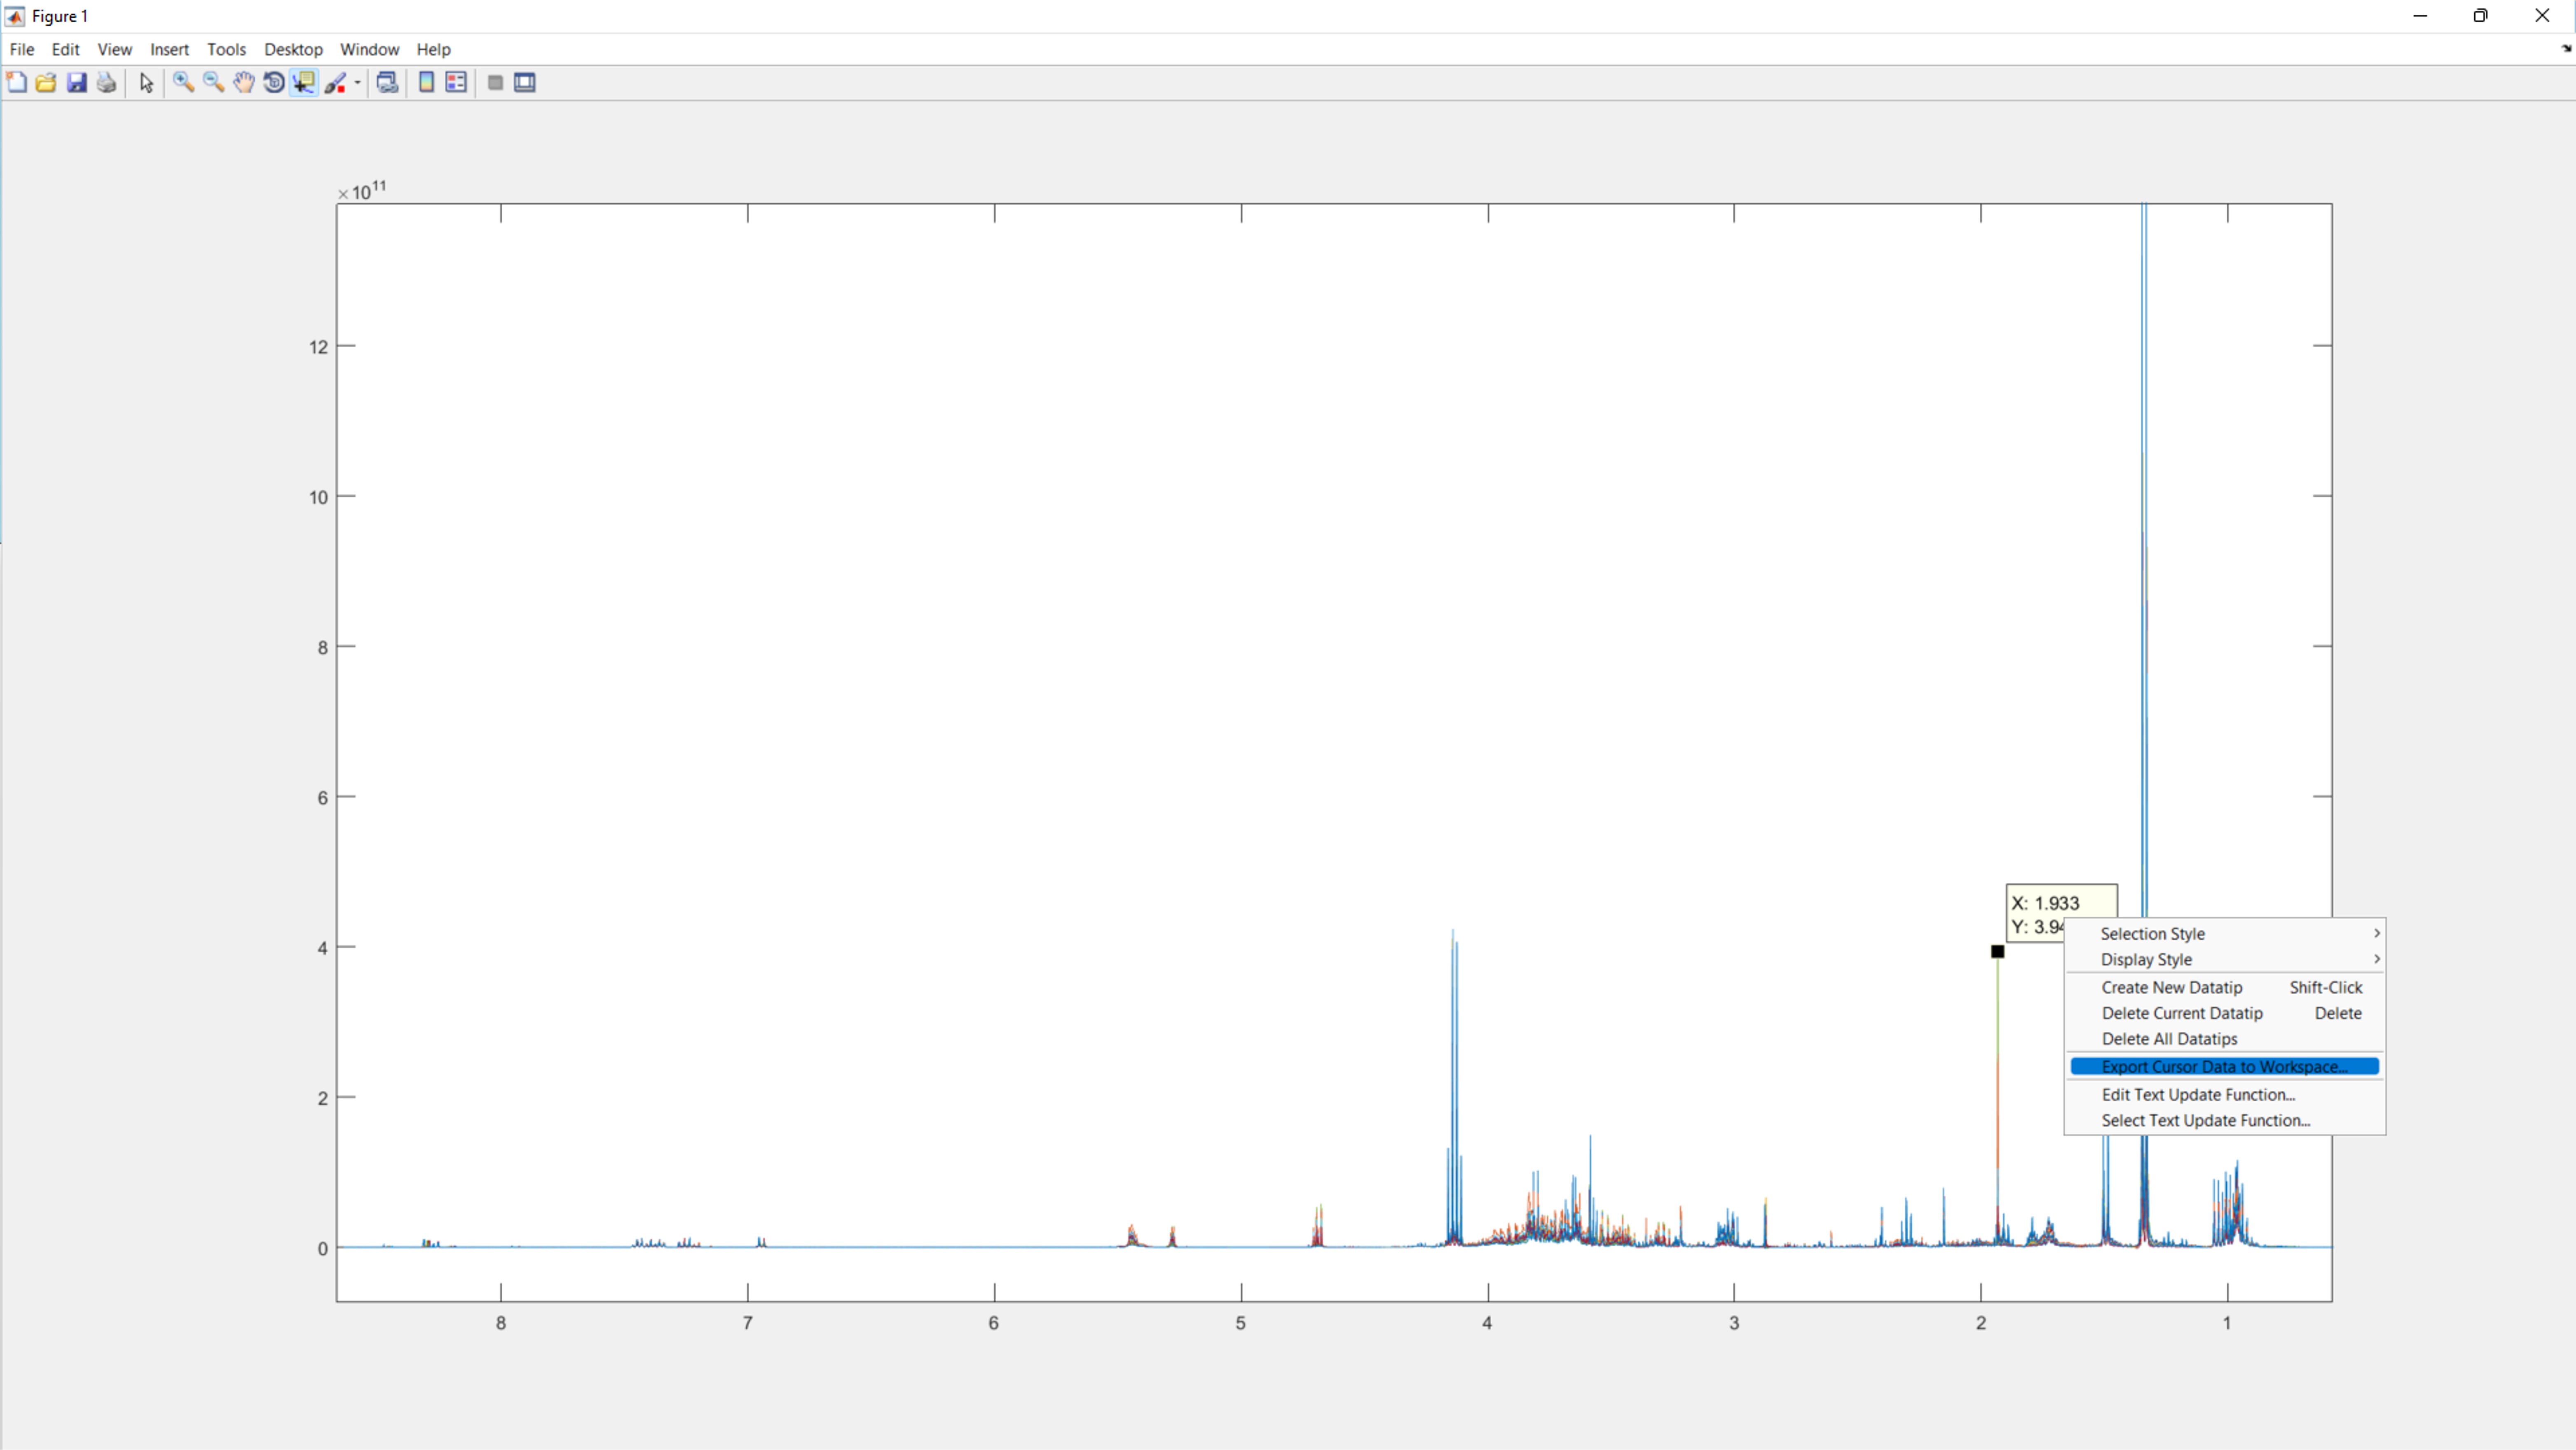 Figure 1
File Edit View Insert Tools Desktop Window Help
×10^11
12
10
8
6
4
2
0
X: 1.933
Y: 3.94
Selection Style
Display Style
Create New Datatip Shift-Click
Delete Current Datatip Delete
Delete All Datatips
Export Cursor Data to Workspace...
Edit Text Update Function...
Select Text Update Function...
8 7 6 5 4 3 2 1